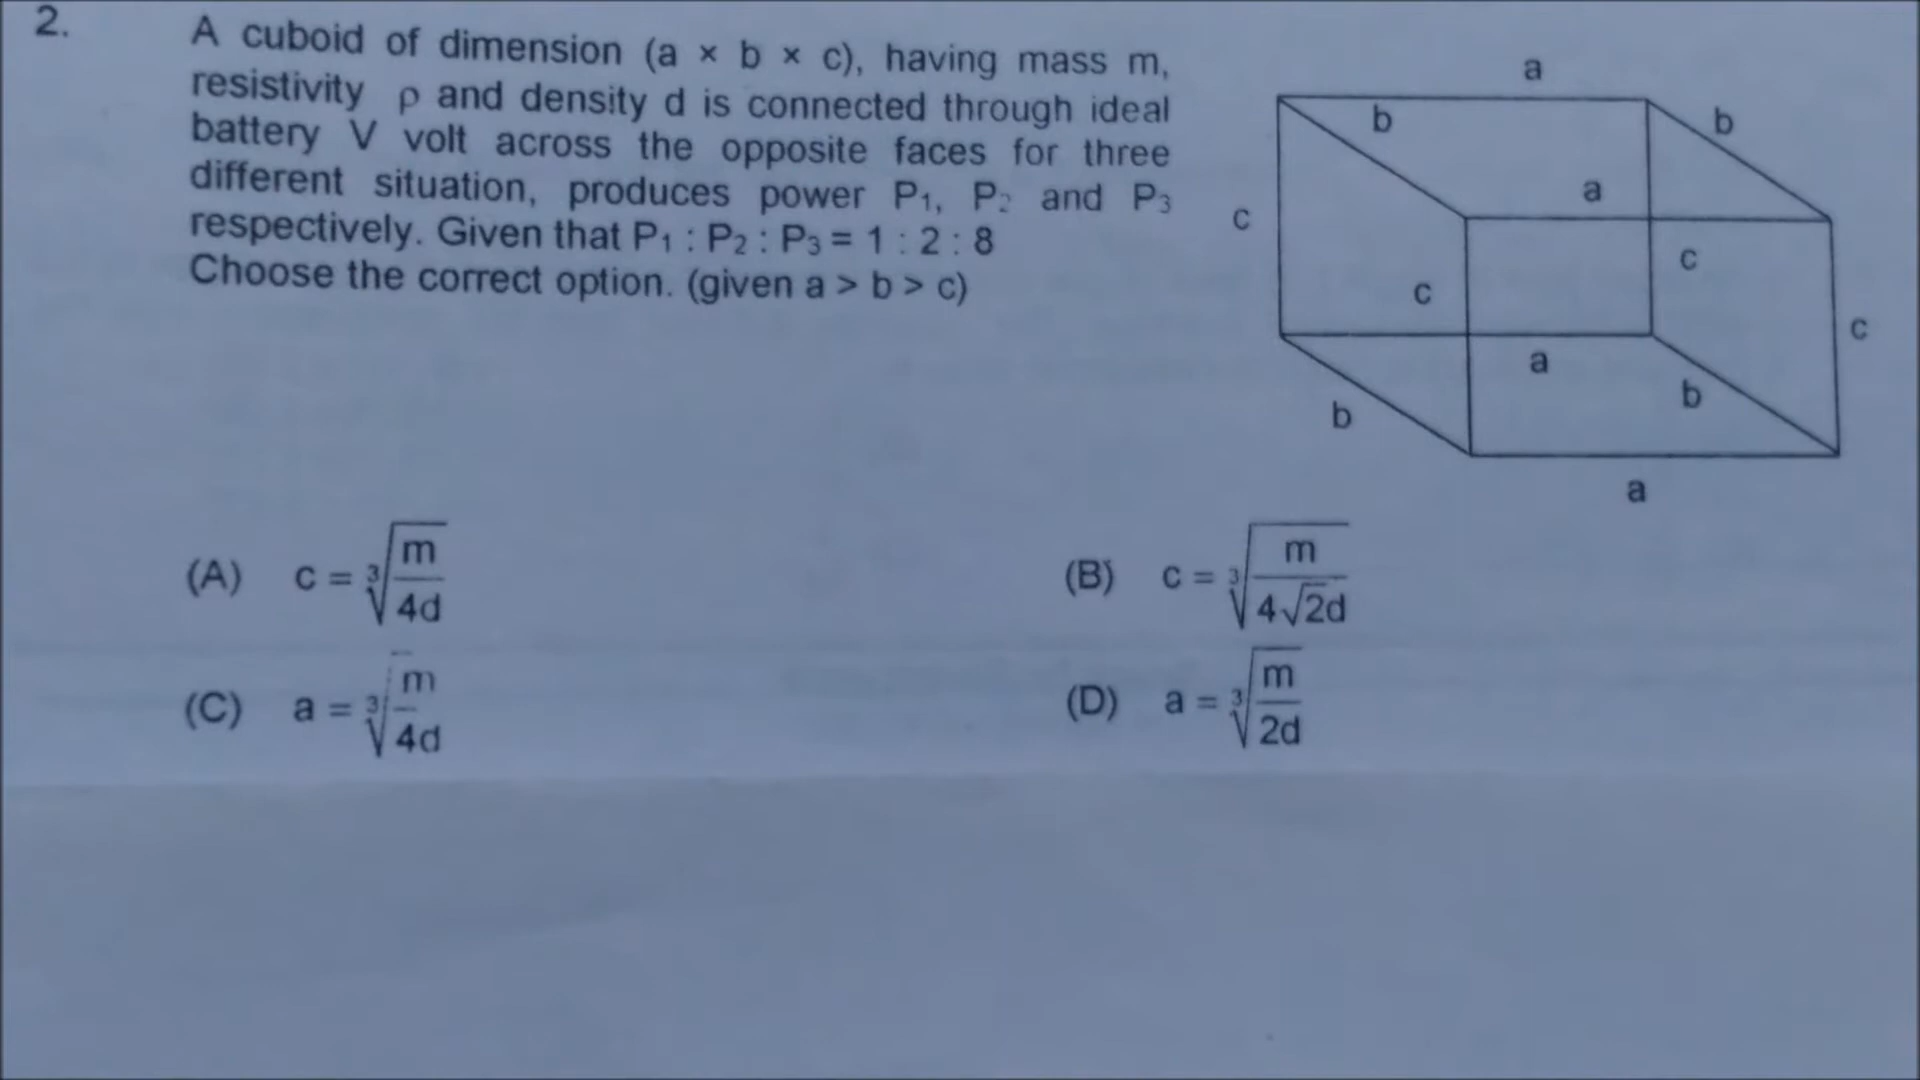 2.
A cuboid of dimension (a × b × c), having mass m,
resistivity ρ and density d is connected through ideal
battery V volt across the opposite faces for three
different situation, produces power P₁, P₂ and P₃
respectively. Given that P₁ : P₂ : P₃ = 1 : 2 : 8
Choose the correct option. (given a > b > c)
a
b
b
a
c
c
c
c
a
b
b
a
(A) c = ∛(m/4d)
(B) c = ∛(m/4√2d)
(C) a = ∛(m/4d)
(D) a = ∛(m/2d)